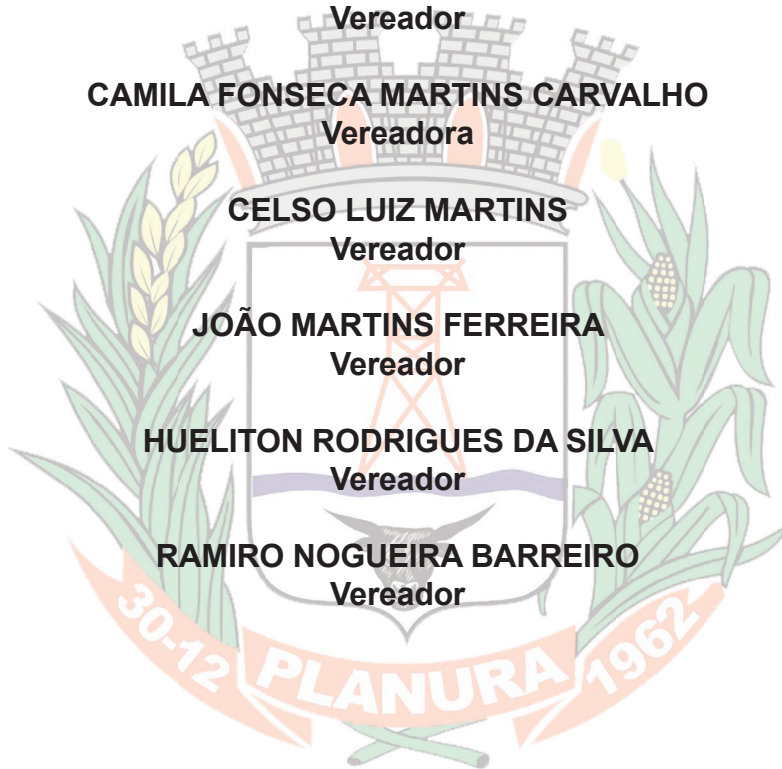 Vereador
CAMILA FONSECA MARTINS CARVALHO
Vereadora
CELSO LUIZ MARTINS
Vereador
JOÃO MARTINS FERREIRA
Vereador
HUELITON RODRIGUES DA SILVA
Vereador
RAMIRO NOGUEIRA BARREIRO
Vereador
30-12 PLANURA 1962